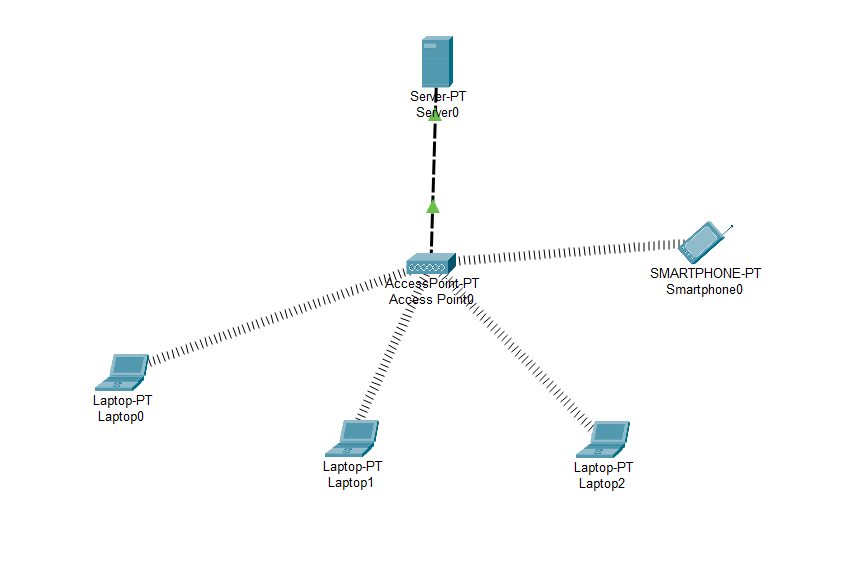 Server-PT
Server0
AccessPoint-PT
Access Point0
SMARTPHONE-PT
Smartphone0
Laptop-PT
Laptop0
Laptop-PT
Laptop1
Laptop-PT
Laptop2